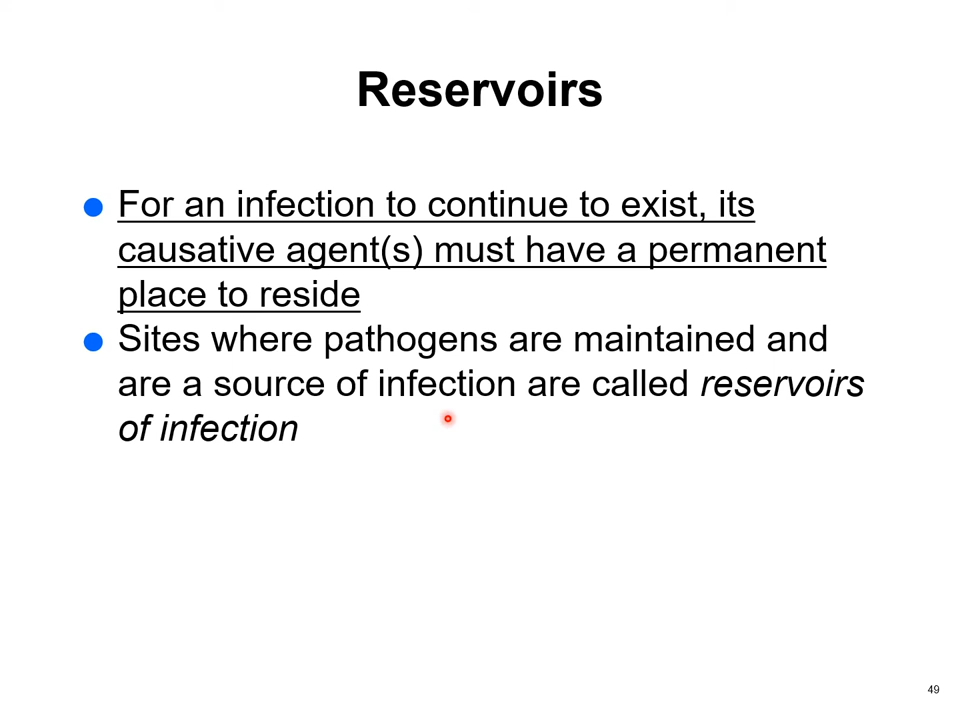 Reservoirs
● For an infection to continue to exist, its
causative agent(s) must have a permanent
place to reside
● Sites where pathogens are maintained and
are a source of infection are called reservoirs
of infection
49